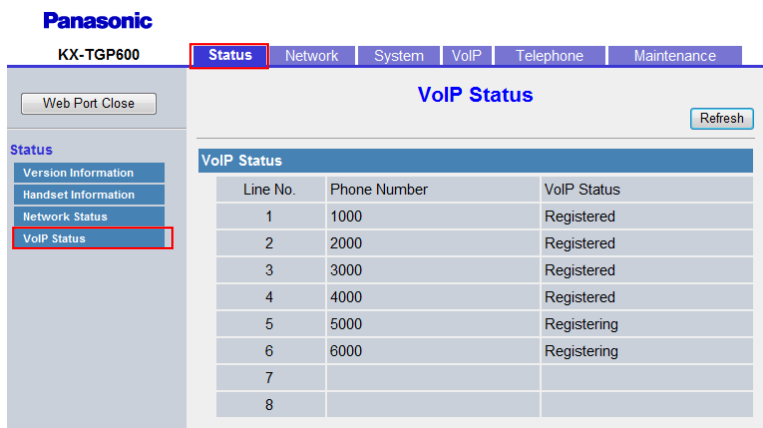 Panasonic
KX-TGP600
Status Network System VoIP Telephone Maintenance
Web Port Close
VoIP Status
Refresh
Status
Version Information
Handset Information
Network Status
VoIP Status
VoIP Status
Line No. Phone Number VoIP Status
1 1000 Registered
2 2000 Registered
3 3000 Registered
4 4000 Registered
5 5000 Registering
6 6000 Registering
7
8